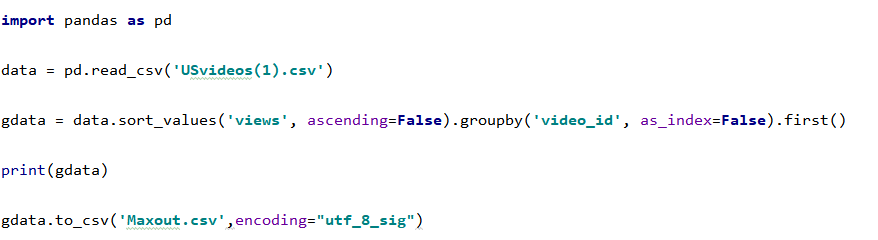 import pandas as pd
data = pd.read_csv('USvideos(1).csv')
gdata = data.sort_values('views', ascending=False).groupby('video_id', as_index=False).first()
print(gdata)
gdata.to_csv('Maxout.csv',encoding="utf_8_sig")